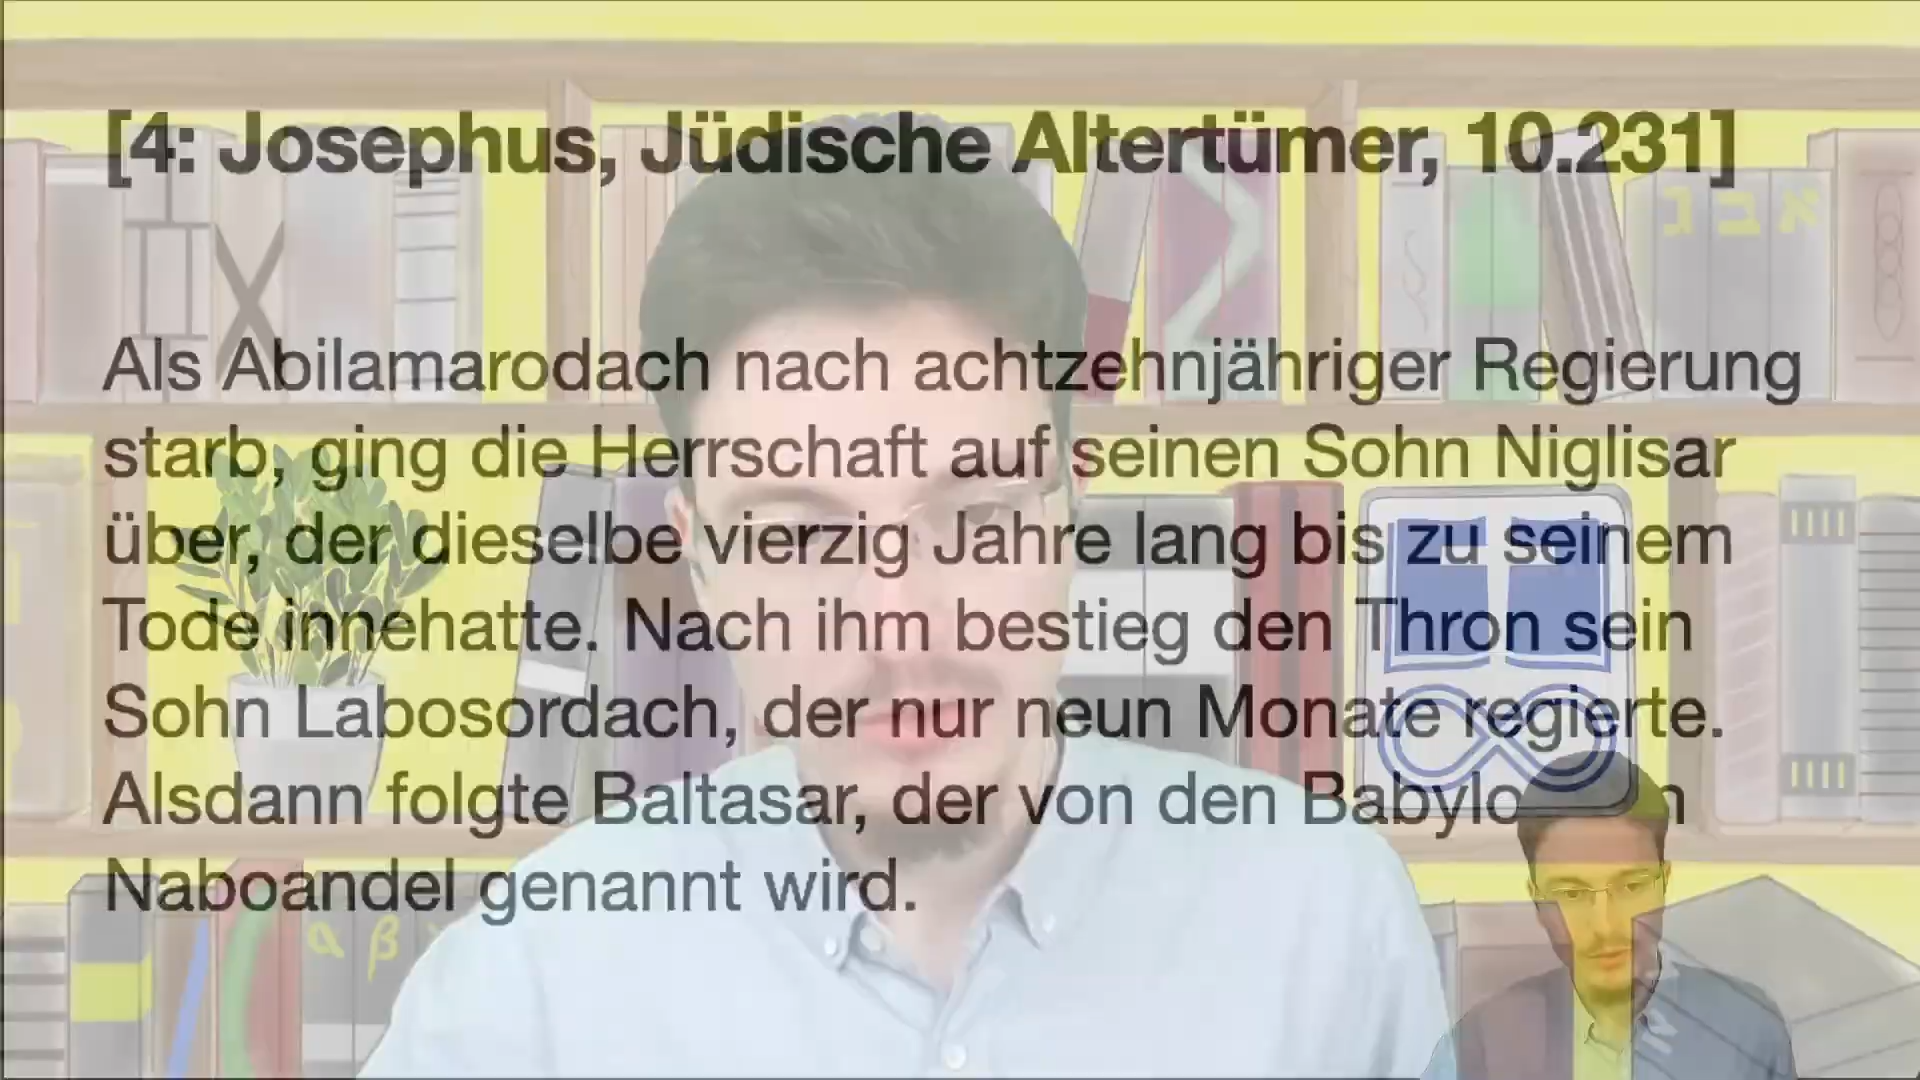 [4: Josephus, Jüdische Altertümer, 10.231]
אבג
Als Abilamarodach nach achtzehnjähriger Regierung
starb, ging die Herrschaft auf seinen Sohn Niglisar
über, der dieselbe vierzig Jahre lang bis zu seinem
Tode innehatte. Nach ihm bestieg den Thron sein
Sohn Labosordach, der nur neun Monate regierte.
Alsdann folgte Baltasar, der von den
Naboandel genannt wird.
α β